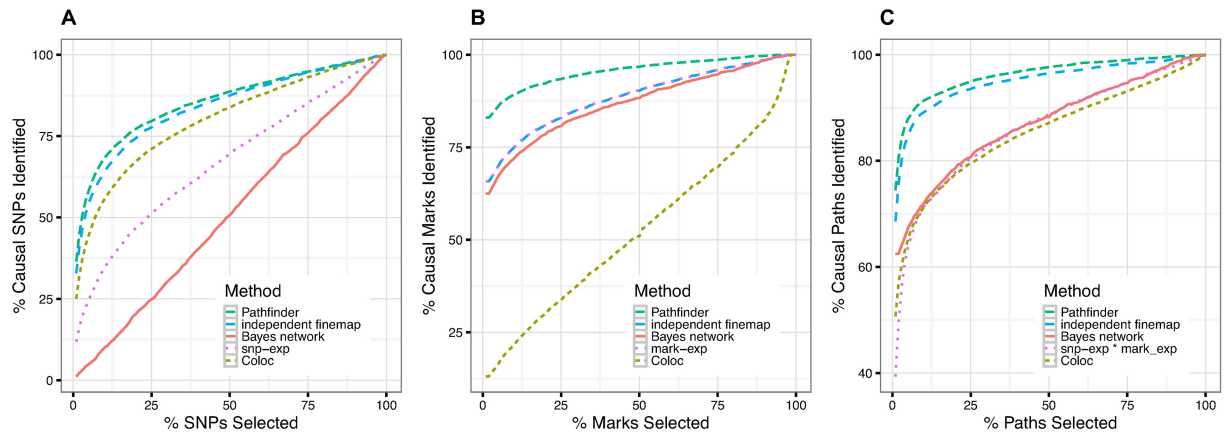 A
100
75
50
25
0
% Causal SNPs Identified
0 25 50 75 100
% SNPs Selected
Method
Pathfinder
independent finemap
Bayes network
snp−exp
Coloc
B
100
75
50
25
% Causal Marks Identified
0 25 50 75 100
% Marks Selected
Method
Pathfinder
independent finemap
Bayes network
mark−exp
Coloc
C
100
80
60
40
% Causal Paths Identified
0 25 50 75 100
% Paths Selected
Method
Pathfinder
independent finemap
Bayes network
snp−exp * mark_exp
Coloc